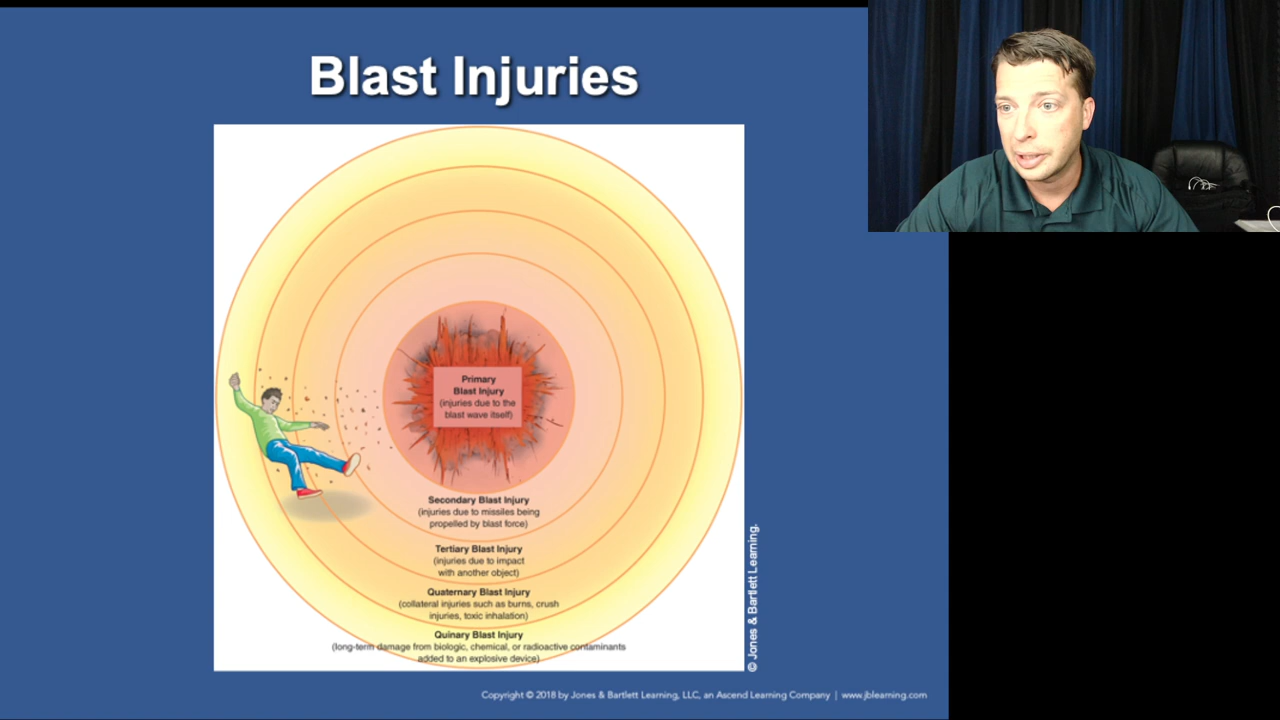 Blast Injuries
Primary
Blast Injury
(injuries due to the
blast wave itself)
Secondary Blast Injury
(injuries due to missiles being
propelled by blast force)
Tertiary Blast Injury
(injuries due to impact
with another object)
Quaternary Blast Injury
(collateral injuries such as burns, crush
injuries, toxic inhalation)
Quinary Blast Injury
(long-term damage from biologic, chemical, or radioactive contaminants
added to an explosive device)
© Jones & Bartlett Learning.
Copyright © 2018 by Jones & Bartlett Learning, LLC, an Ascend Learning Company | www.jblearning.com